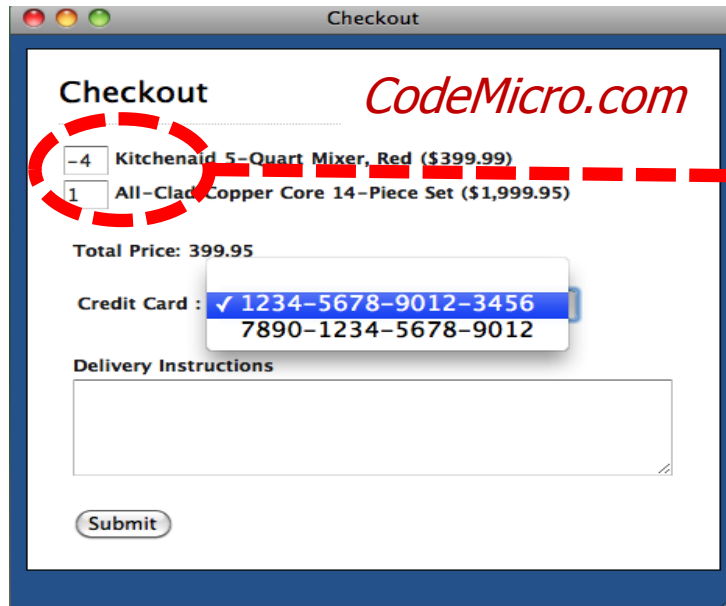 Checkout
Checkout
CodeMicro.com
-4 Kitchenaid 5-Quart Mixer, Red ($399.99)
1 All-Clad Copper Core 14-Piece Set ($1,999.95)
Total Price: 399.95
Credit Card : ✓ 1234-5678-9012-3456
7890-1234-5678-9012
Delivery Instructions
Submit